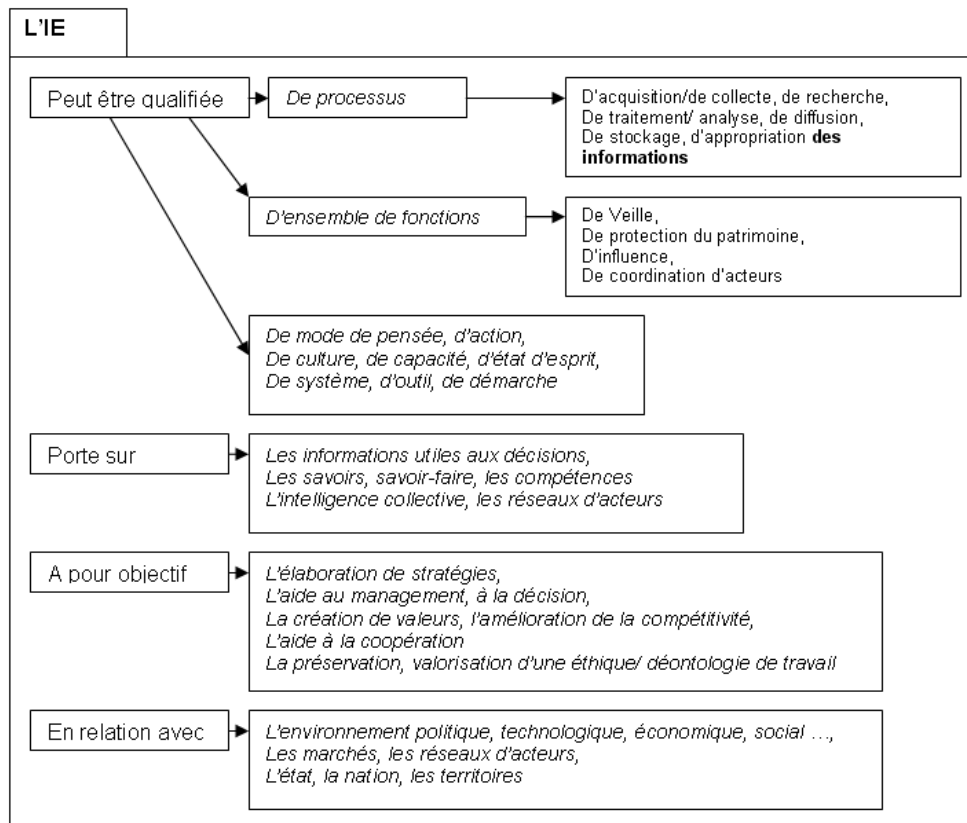 L'IE
Peut être qualifiée
De processus
D'acquisition/de collecte, de recherche,
De traitement/ analyse, de diffusion,
De stockage, d'appropriation des
informations
D'ensemble de fonctions
De Veille,
De protection du patrimoine,
D'influence,
De coordination d'acteurs
De mode de pensée, d'action,
De culture, de capacité, d'état d'esprit,
De système, d'outil, de démarche
Porte sur
Les informations utiles aux décisions,
Les savoirs, savoir-faire, les compétences
L'intelligence collective, les réseaux d'acteurs
A pour objectif
L'élaboration de stratégies,
L'aide au management, à la décision,
La création de valeurs, l'amélioration de la compétitivité,
L'aide à la coopération
La préservation, valorisation d'une éthique/ déontologie de travail
En relation avec
L'environnement politique, technologique, économique, social …,
Les marchés, les réseaux d'acteurs,
L'état, la nation, les territoires